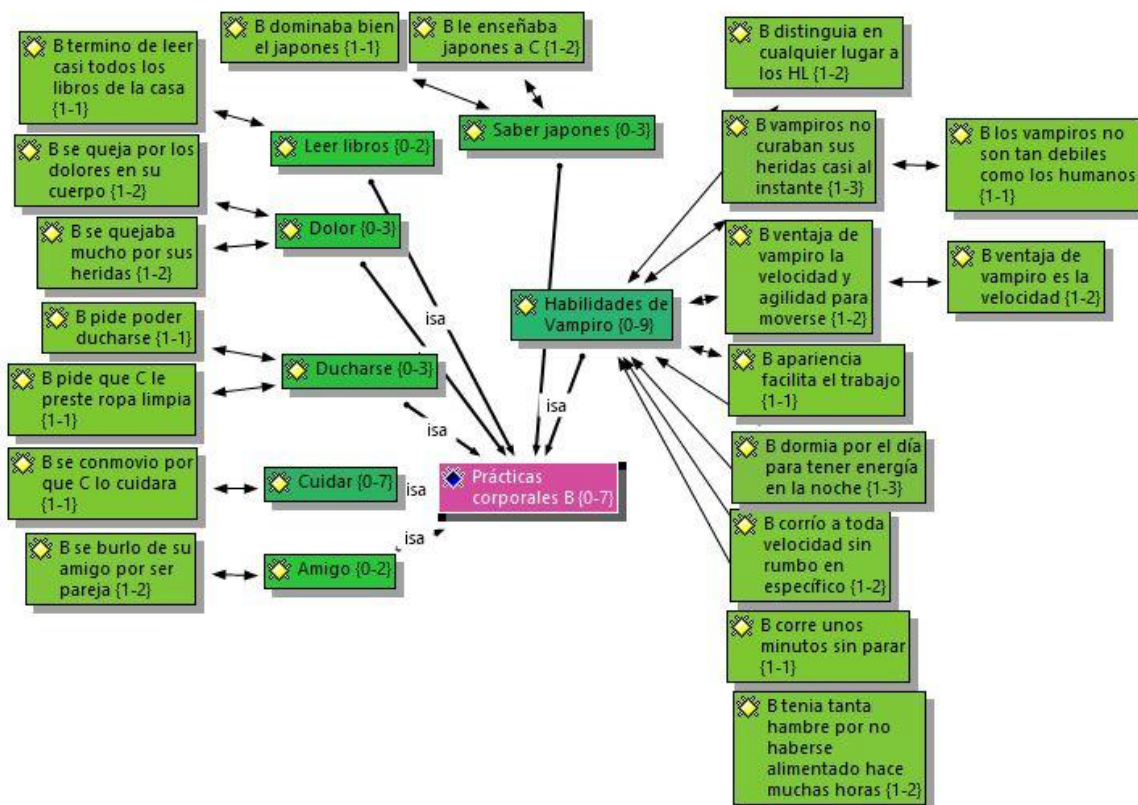 B dominaba bien
el japones {1-1}
B le enseñaba
japones a C {1-2}
B termino de leer
casi todos los
libros de la casa
{1-1}
B distinguia en
cualquier lugar a
los HL {1-2}
Saber japones {0-3}
Leer libros {0-2}
B vampiros no
curaban sus
heridas casi al
instante {1-3}
B los vampiros no
son tan debiles
como los humanos
{1-1}
B se queja por los
dolores en su
cuerpo {1-2}
Dolor {0-3}
B se quejaba
mucho por sus
heridas {1-2}
B ventaja de
vampiro la
velocidad y
agilidad para
moverse {1-2}
B ventaja de
vampiro es la
velocidad {1-2}
Habilidades de
Vampiro {0-9}
isa
B pide poder
ducharse {1-1}
Ducharse {0-3}
B pide que C le
preste ropa limpia
{1-1}
B apariencia
facilita el trabajo
{1-1}
isa
isa
B dormia por el día
para tener energía
en la noche {1-3}
B se conmovio por
que C lo cuidara
{1-1}
Cuidar {0-7}
isa
Prácticas
corporales B {0-7}
B corrío a toda
velocidad sin
rumbo en
específico {1-2}
isa
B se burlo de su
amigo por ser
pareja {1-2}
Amigo {0-2}
B corre unos
minutos sin parar
{1-1}
B tenia tanta
hambre por no
haberse
alimentado hace
muchas horas {1-2}